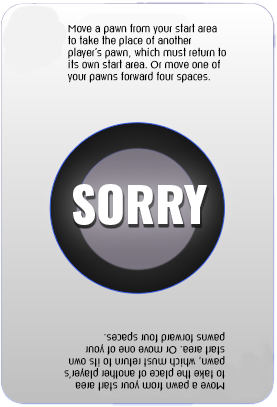 Move a pawn from your start area
to take the place of another
player's pawn, which must return to
its own start area. Or move one of
your pawns forward four spaces.
SORRY
Move a pawn from your start area
to take the place of another player's
pawn, which must return to its own
start area. Or move one of your
pawns forward four spaces.